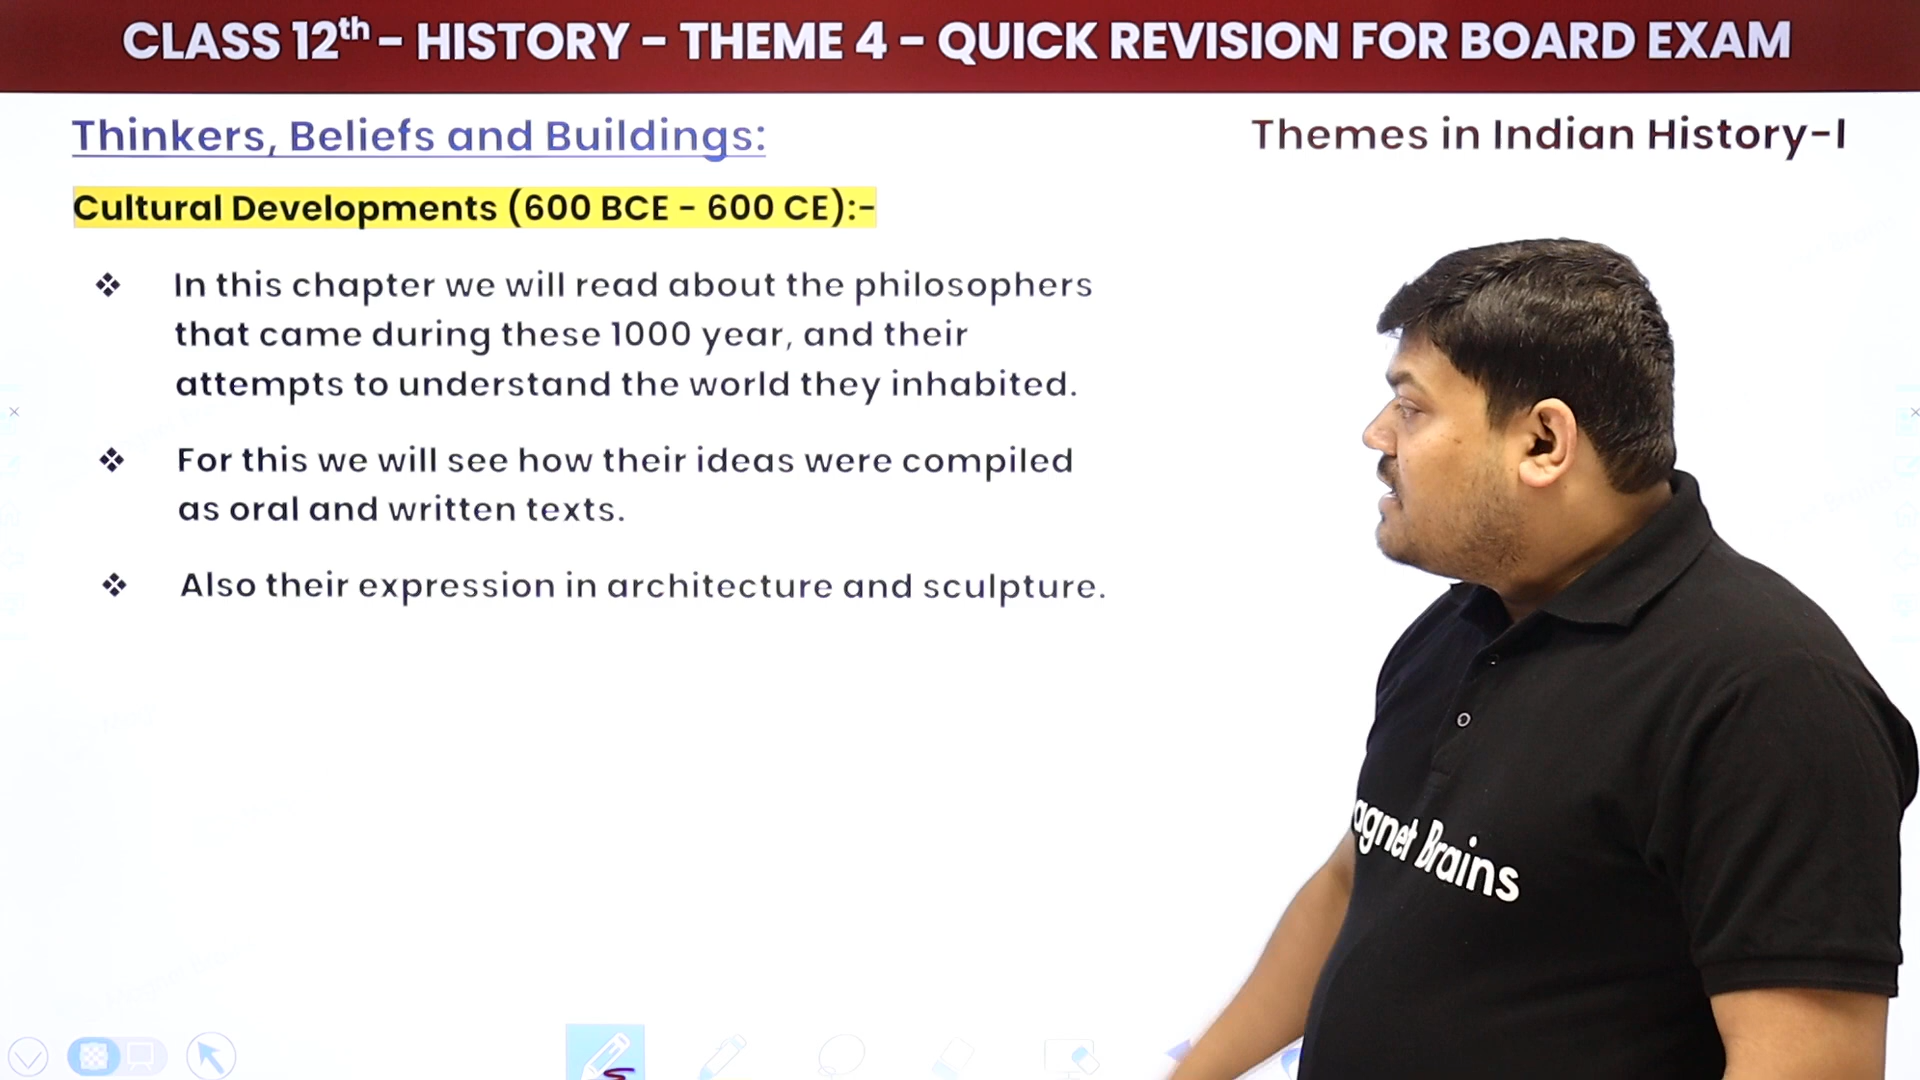 CLASS 12th - HISTORY - THEME 4 - QUICK REVISION FOR BOARD EXAM
Thinkers, Beliefs and Buildings:
Themes in Indian History-I
Cultural Developments (600 BCE - 600 CE):-
❖ In this chapter we will read about the philosophers
that came during these 1000 year, and their
attempts to understand the world they inhabited.
❖ For this we will see how their ideas were compiled
as oral and written texts.
❖ Also their expression in architecture and sculpture.
agnet Brains